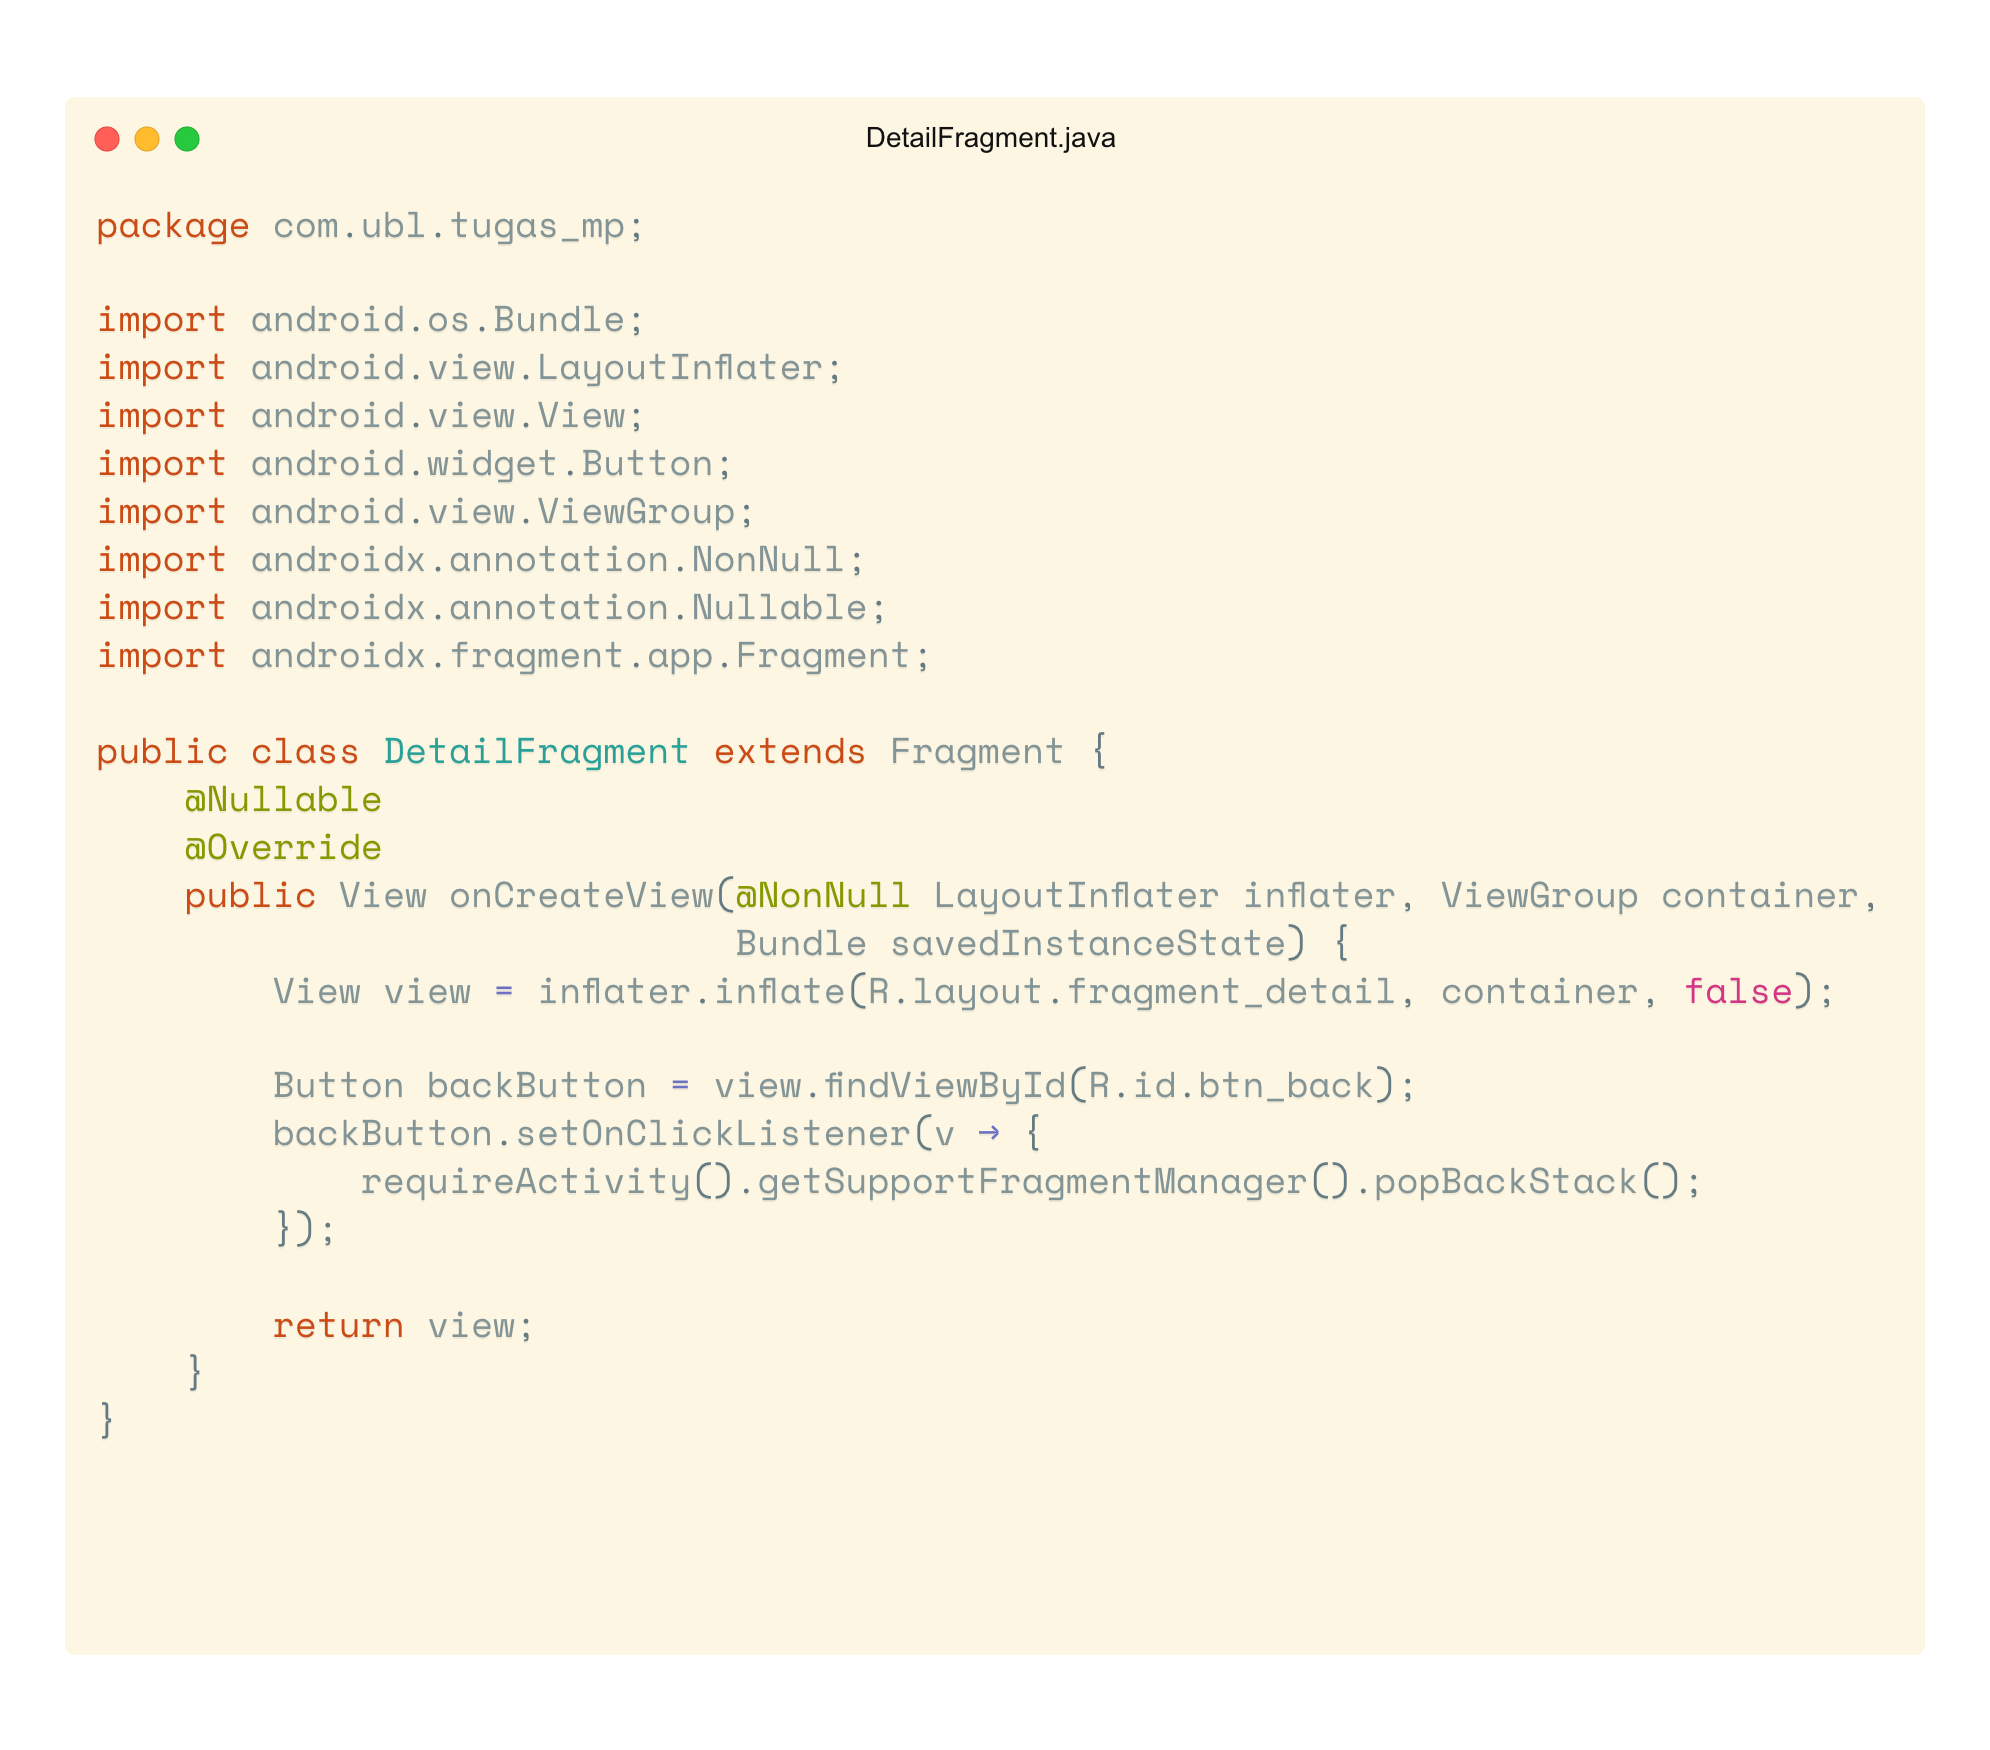 DetailFragment.java
package com.ubl.tugas_mp;
import android.os.Bundle;
import android.view.LayoutInflater;
import android.view.View;
import android.widget.Button;
import android.view.ViewGroup;
import androidx.annotation.NonNull;
import androidx.annotation.Nullable;
import androidx.fragment.app.Fragment;
public class DetailFragment extends Fragment {
    @Nullable
    @Override
    public View onCreateView(@NonNull LayoutInflater inflater, ViewGroup container,
                             Bundle savedInstanceState) {
        View view = inflater.inflate(R.layout.fragment_detail, container, false);
        Button backButton = view.findViewById(R.id.btn_back);
        backButton.setOnClickListener(v → {
            requireActivity().getSupportFragmentManager().popBackStack();
        });
        return view;
    }
}